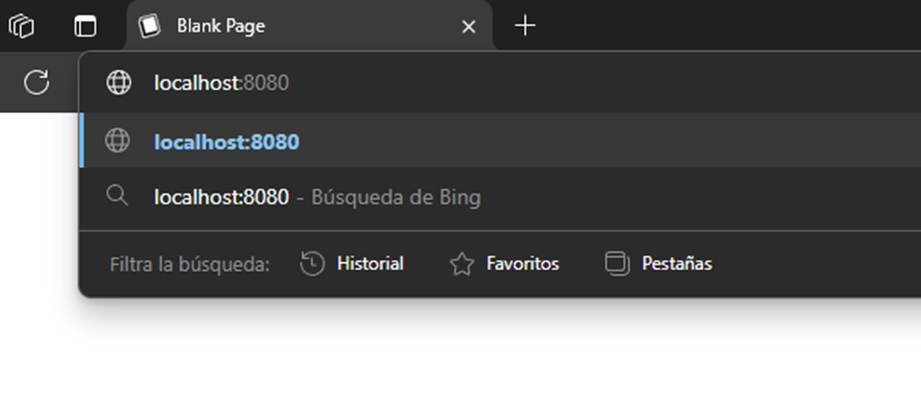 Blank Page
localhost:8080
localhost:8080
localhost:8080 - Búsqueda de Bing
Filtra la búsqueda: Historial Favoritos Pestañas